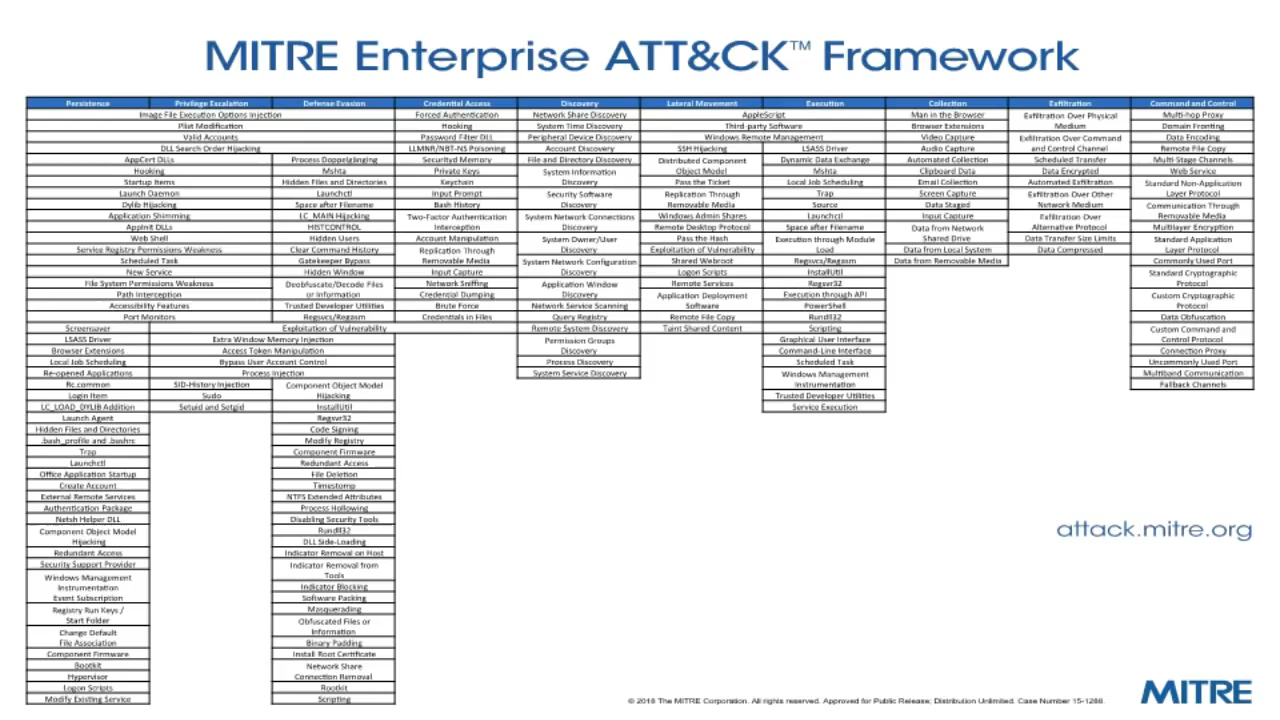 MITRE Enterprise ATT&CK™ Framework
Persistence
Privilege Escalation
Defense Evasion
Credential Access
Discovery
Lateral Movement
Execution
Collection
Exfiltration
Command and Control
Image File Execution Options Injection
Plist Modification
Valid Accounts
DLL Search Order Hijacking
AppCert DLLs
Hooking
Startup Items
Launch Daemon
Dylib Hijacking
Application Shimming
AppInit DLLs
Web Shell
Service Registry Permissions Weakness
Scheduled Task
New Service
File System Permissions Weakness
Path Interception
Accessibility Features
Port Monitors
Screensaver
LSASS Driver
Browser Extensions
Local Job Scheduling
Re-opened Applications
Rc.common
Login Item
LC_LOAD_DYLIB Addition
Launch Agent
Hidden Files and Directories
.bash_profile and .bashrc
Trap
Launchctl
Office Application Startup
Create Account
External Remote Services
Authentication Package
Netsh Helper DLL
Component Object Model
Hijacking
Redundant Access
Security Support Provider
Windows Management
Instrumentation
Event Subscription
Registry Run Keys /
Start Folder
Change Default
File Association
Component Firmware
Bootkit
Hypervisor
Logon Scripts
Modify Existing Service
Exploitation of Vulnerability
Extra Window Memory Injection
Access Token Manipulation
Bypass User Account Control
Process Injection
SID-History Injection
Sudo
Setuid and Setgid
Process Doppelgänging
Mshta
Hidden Files and Directories
Launchctl
Space after Filename
LC_MAIN Hijacking
HISTCONTROL
Hidden Users
Clear Command History
Gatekeeper Bypass
Hidden Window
Deobfuscate/Decode Files
or Information
Trusted Developer Utilities
Regsvcs/Regasm
Component Object Model
Hijacking
InstallUtil
Regsvr32
Code Signing
Modify Registry
Component Firmware
Redundant Access
File Deletion
Timestomp
NTFS Extended Attributes
Process Hollowing
Disabling Security Tools
Rundll32
DLL Side-Loading
Indicator Removal on Host
Indicator Removal from
Tools
Indicator Blocking
Software Packing
Masquerading
Obfuscated Files or
Information
Binary Padding
Install Root Certificate
Network Share
Connection Removal
Rootkit
Scripting
Forced Authentication
Hooking
Password Filter DLL
LLMNR/NBT-NS Poisoning
Securityd Memory
Private Keys
Keychain
Input Prompt
Bash History
Two-Factor Authentication
Interception
Account Manipulation
Replication Through
Removable Media
Input Capture
Network Sniffing
Credential Dumping
Brute Force
Credentials in Files
Network Share Discovery
System Time Discovery
Peripheral Device Discovery
Account Discovery
File and Directory Discovery
System Information
Discovery
Security Software
Discovery
System Network Connections
Discovery
System Owner/User
Discovery
System Network Configuration
Discovery
Application Window
Discovery
Network Service Scanning
Query Registry
Remote System Discovery
Permission Groups
Discovery
Process Discovery
System Service Discovery
AppleScript
Third-party Software
Windows Remote Management
SSH Hijacking
Distributed Component
Object Model
Pass the Ticket
Replication Through
Removable Media
Windows Admin Shares
Remote Desktop Protocol
Pass the Hash
Exploitation of Vulnerability
Shared Webroot
Logon Scripts
Remote Services
Application Deployment
Software
Remote File Copy
Taint Shared Content
LSASS Driver
Dynamic Data Exchange
Mshta
Local Job Scheduling
Trap
Source
Launchctl
Space after Filename
Execution through Module
Load
Regsvcs/Regasm
InstallUtil
Regsvr32
Execution through API
PowerShell
Rundll32
Scripting
Graphical User Interface
Command-Line Interface
Scheduled Task
Windows Management
Instrumentation
Trusted Developer Utilities
Service Execution
Man in the Browser
Browser Extensions
Video Capture
Audio Capture
Automated Collection
Clipboard Data
Email Collection
Screen Capture
Data Staged
Input Capture
Data from Network
Shared Drive
Data from Local System
Data from Removable Media
Exfiltration Over Physical
Medium
Exfiltration Over Command
and Control Channel
Scheduled Transfer
Data Encrypted
Automated Exfiltration
Exfiltration Over Other
Network Medium
Exfiltration Over
Alternative Protocol
Data Transfer Size Limits
Data Compressed
Multi-hop Proxy
Domain Fronting
Data Encoding
Remote File Copy
Multi-Stage Channels
Web Service
Standard Non-Application
Layer Protocol
Communication Through
Removable Media
Multilayer Encryption
Standard Application
Layer Protocol
Commonly Used Port
Standard Cryptographic
Protocol
Custom Cryptographic
Protocol
Data Obfuscation
Custom Command and
Control Protocol
Connection Proxy
Uncommonly Used Port
Multiband Communication
Fallback Channels
attack.mitre.org
© 2018 The MITRE Corporation. All rights reserved. Approved for Public Release; Distribution Unlimited. Case Number 15-1288.
MITRE